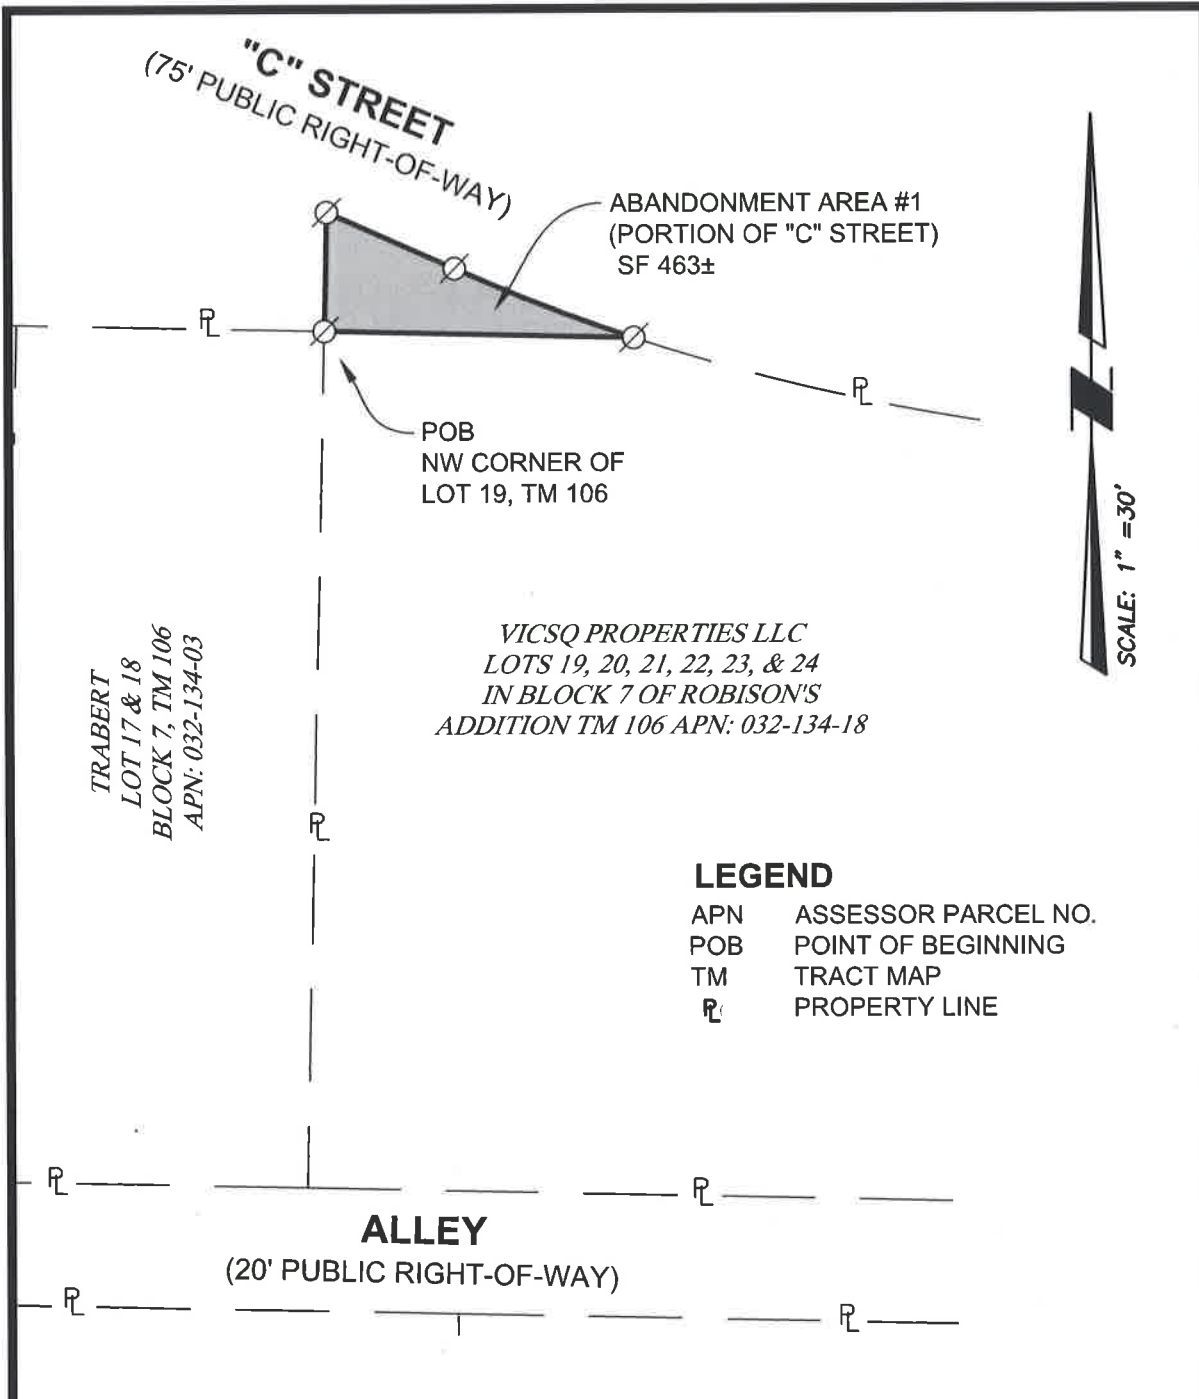 "C" STREET
(75' PUBLIC RIGHT-OF-WAY)
ABANDONMENT AREA #1
(PORTION OF "C" STREET)
SF 463±
PL
PL
POB
NW CORNER OF
LOT 19, TM 106
SCALE: 1" =30'
VICSQ PROPERTIES LLC
LOTS 19, 20, 21, 22, 23, & 24
IN BLOCK 7 OF ROBISON'S
ADDITION TM 106 APN: 032-134-18
TRABERT
LOT 17 & 18
BLOCK 7, TM 106
APN: 032-134-03
PL
LEGEND
APN ASSESSOR PARCEL NO.
POB POINT OF BEGINNING
TM TRACT MAP
PL PROPERTY LINE
PL
PL
ALLEY
(20' PUBLIC RIGHT-OF-WAY)
PL
PL